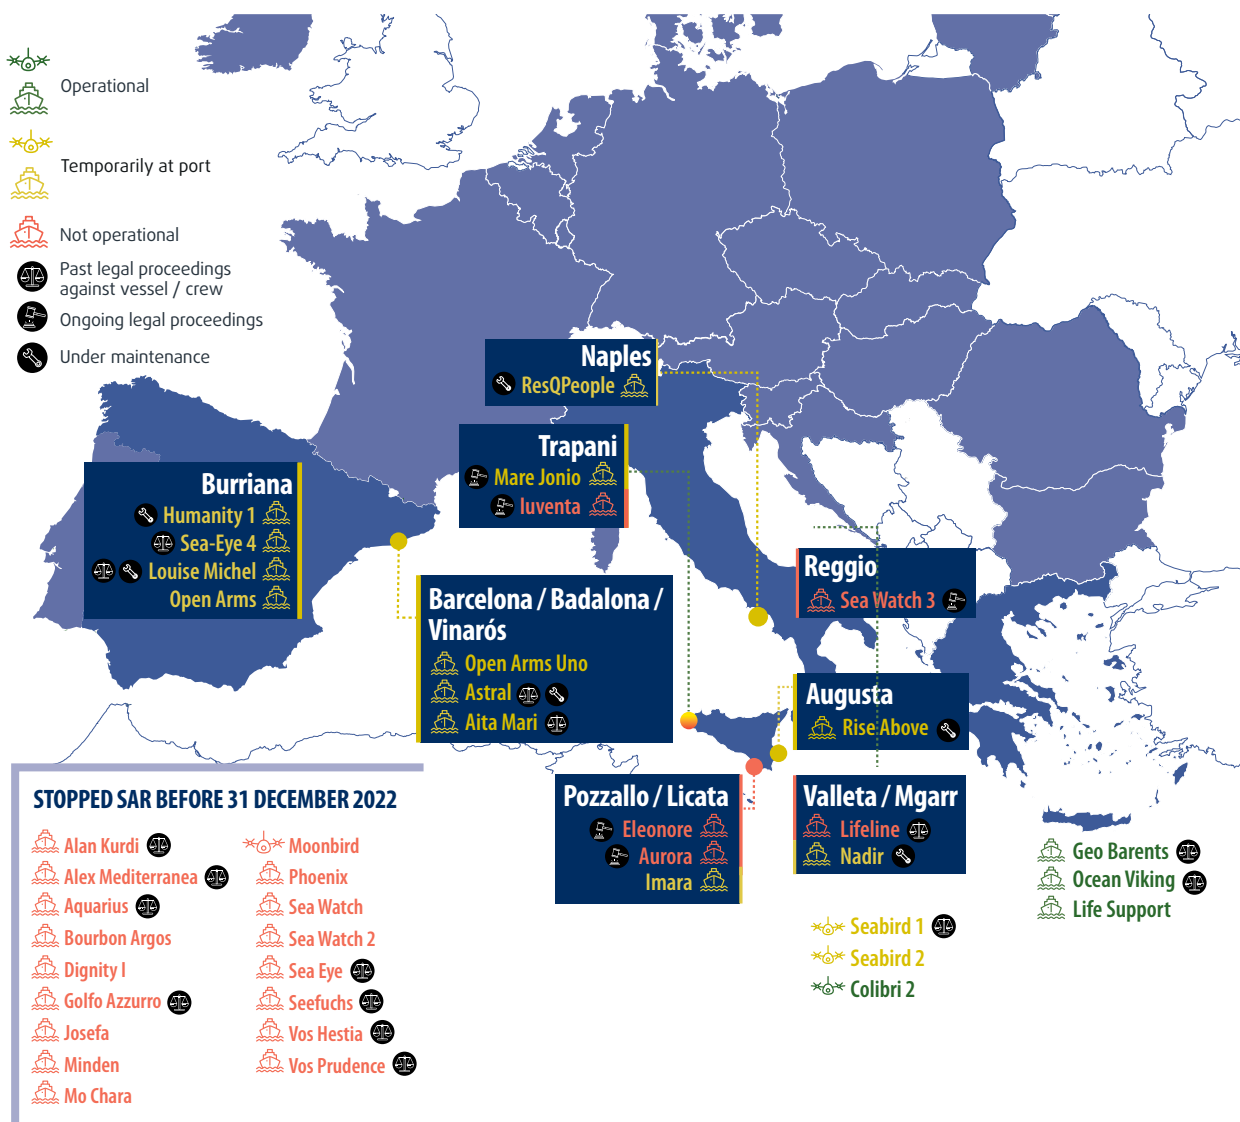 Operational
Temporarily at port
Not operational
Past legal proceedings
against vessel / crew
Ongoing legal proceedings
Under maintenance
Naples
ResQPeople
Trapani
Mare Jonio
Iuventa
Burriana
Humanity 1
Sea-Eye 4
Louise Michel
Open Arms
Barcelona / Badalona /
Vinarós
Open Arms Uno
Astral
Aita Mari
Reggio
Sea Watch 3
Augusta
Rise Above
Pozzallo / Licata
Eleonore
Aurora
Imara
Valleta / Mgarr
Lifeline
Nadir
Geo Barents
Ocean Viking
Life Support
Seabird 1
Seabird 2
Colibri 2
STOPPED SAR BEFORE 31 DECEMBER 2022
Alan Kurdi
Alex Mediterranea
Aquarius
Bourbon Argos
Dignity I
Golfo Azzurro
Josefa
Minden
Mo Chara
Moonbird
Phoenix
Sea Watch
Sea Watch 2
Sea Eye
Seefuchs
Vos Hestia
Vos Prudence